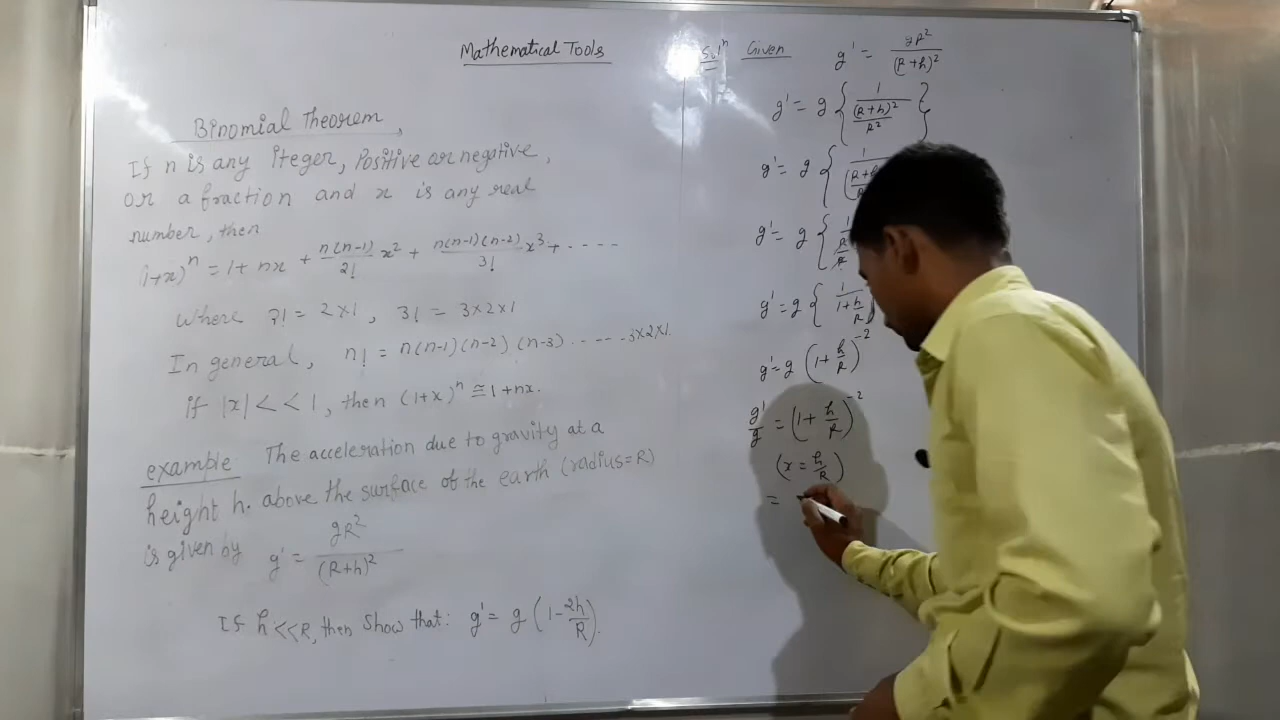 Mathematical Tools
Binomial Theorem,
If n is any iteger, Positive or negative,
or a fraction and x is any real
number, then
(1+x)^n = 1 + nx + n(n-1)/2! x^2 + n(n-1)(n-2)/3! x^3 + -----
Where 2! = 2×1, 3! = 3×2×1
In general, n! = n(n-1)(n-2)(n-3) ------ 3×2×1.
if |x| << 1, then (1+x)^n ≅ 1+nx.
example The acceleration due to gravity at a
height h. above the surface of the earth (radius=R)
is given by g' = gR^2/(R+h)^2
If h<<R, then Show that: g' = g(1-2h/R).
Sol^n Given g' = gR^2/(R+h)^2
g' = g { 1/((R+h)^2/R^2) }
g' = g { 1/((R+h
g' = g { 1/
g' = g { 1/(1+h/R)
g' = g (1+h/R)^-2
g'/g = (1+h/R)^-2
(x = h/R)
=